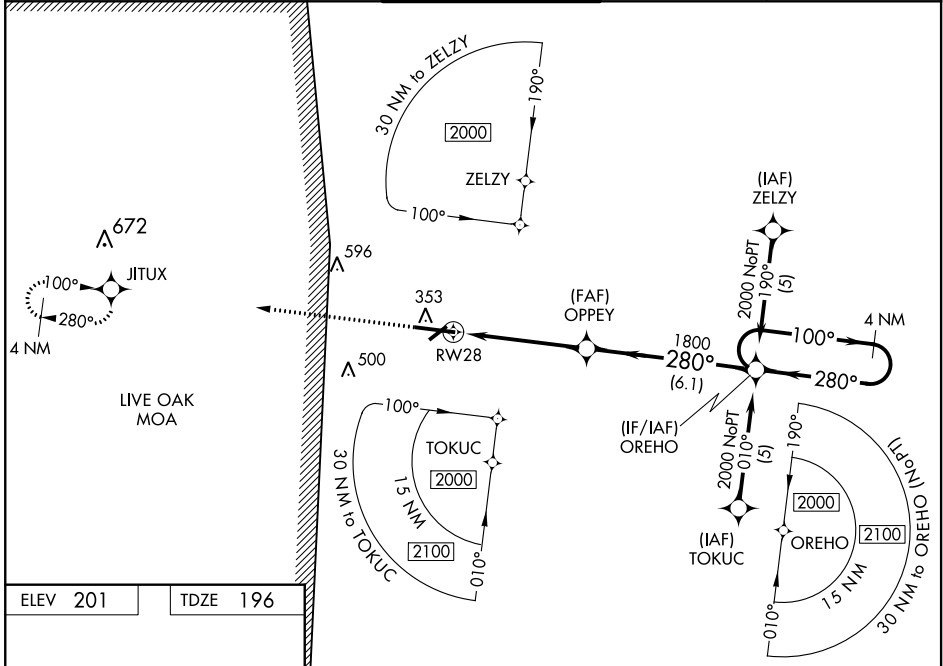 30 NM to ZELZY
190°
2000
ZELZY
100°
672
JITUX
100°
280°
4 NM
596
353
RW28
500
(FAF)
OPPEY
1800
280°
(6.1)
(IAF)
ZELZY
2000 NoPT
190°
(5)
100°
4 NM
280°
(IF/IAF)
OREHO
2000 NoPT
010°
(5)
(IAF)
TOKUC
LIVE OAK
MOA
100°
TOKUC
2000
15 NM
2100
30 NM to TOKUC
010°
190°
2000
OREHO
2100
15 NM
30 NM to OREHO (NoPT)
010°
ELEV 201
TDZE 196